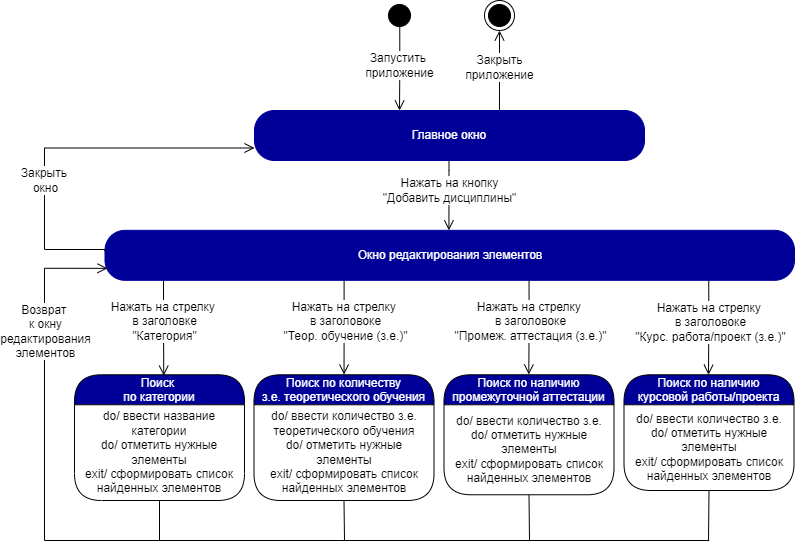 Запустить
приложение
Закрыть
приложение
Главное окно
Закрыть
окно
Нажать на кнопку
"Добавить дисциплины"
Окно редактирования элементов
Возврат
к окну
редактирования
элементов
Нажать на стрелку
в заголовке
"Категория"
Нажать на стрелку
в заголовоке
"Теор. обучение (з.е.)"
Нажать на стрелку
в заголовоке
"Промеж. аттестация (з.е.)"
Нажать на стрелку
в заголовоке
"Курс. работа/проект (з.е.)"
Поиск
по категории
do/ ввести название
категории
do/ отметить нужные
элементы
exit/ сформировать список
найденных элементов
Поиск по количеству
з.е. теоретического обучения
do/ ввести количество з.е.
теоретического обучения
do/ отметить нужные
элементы
exit/ сформировать список
найденных элементов
Поиск по наличию
промежуточной аттестации
do/ ввести количество з.е.
do/ отметить нужные
элементы
exit/ сформировать список
найденных элементов
Поиск по наличию
курсовой работы/проекта
do/ ввести количество з.е.
do/ отметить нужные
элементы
exit/ сформировать список
найденных элементов